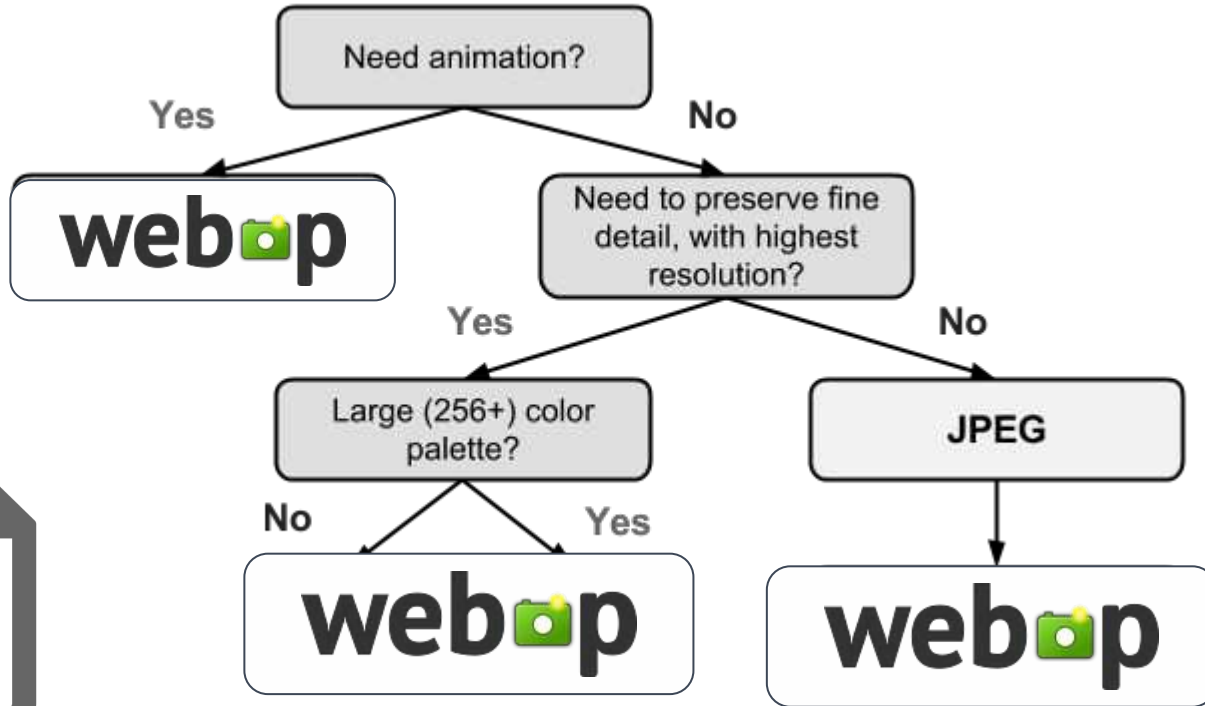 Need animation?
Yes
No
webp
Need to preserve fine
detail, with highest
resolution?
Yes
No
Large (256+) color
palette?
JPEG
No
Yes
webp
webp